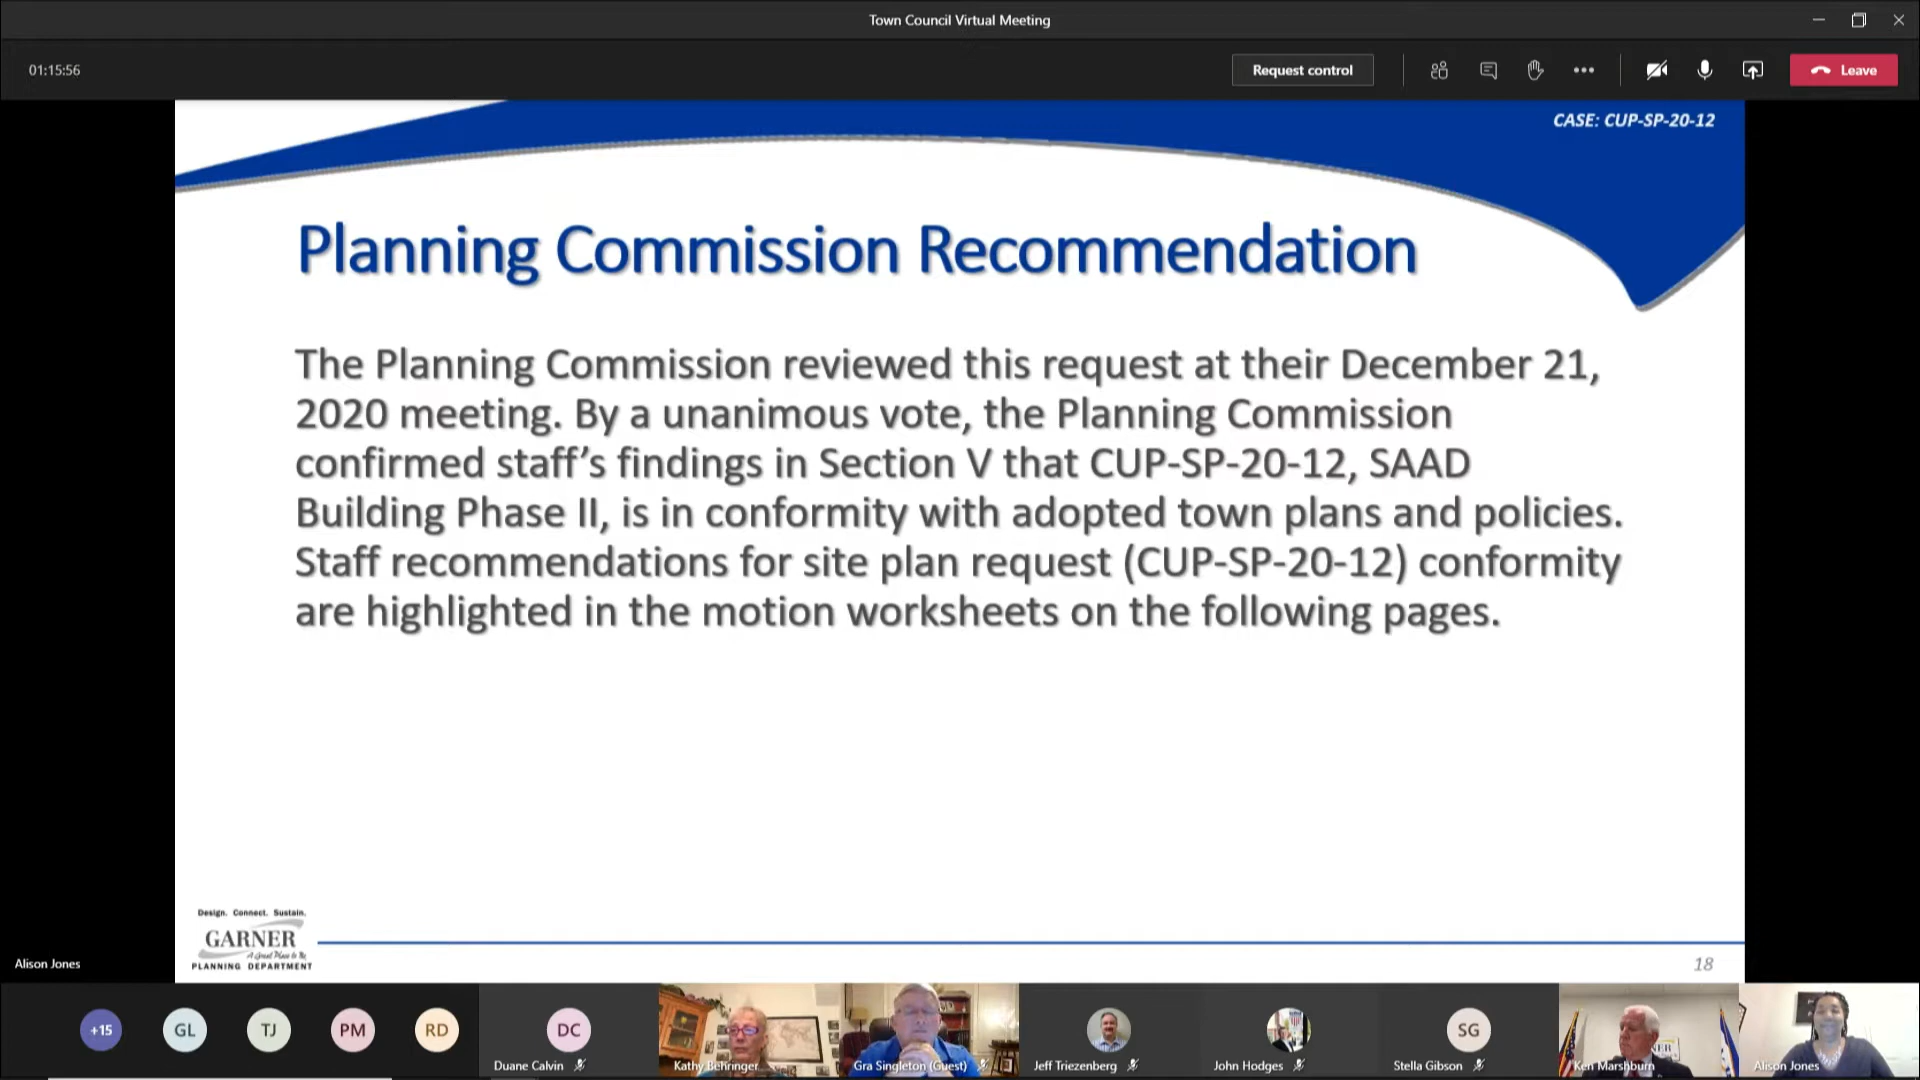 Town Council Virtual Meeting
01:15:56
Request control
Leave
CASE: CUP-SP-20-12
Planning Commission Recommendation
The Planning Commission reviewed this request at their December 21,
2020 meeting. By a unanimous vote, the Planning Commission
confirmed staff's findings in Section V that CUP-SP-20-12, SAAD
Building Phase II, is in conformity with adopted town plans and policies.
Staff recommendations for site plan request (CUP-SP-20-12) conformity
are highlighted in the motion worksheets on the following pages.
Design. Connect. Sustain.
GARNER
A Great Place to Be
PLANNING DEPARTMENT
18
Alison Jones
+15
GL
TJ
PM
RD
DC
SG
Duane Calvin
Kathy Behringer
Gra Singleton (Guest)
Jeff Triezenberg
John Hodges
Stella Gibson
Ken Marshburn
Alison Jones